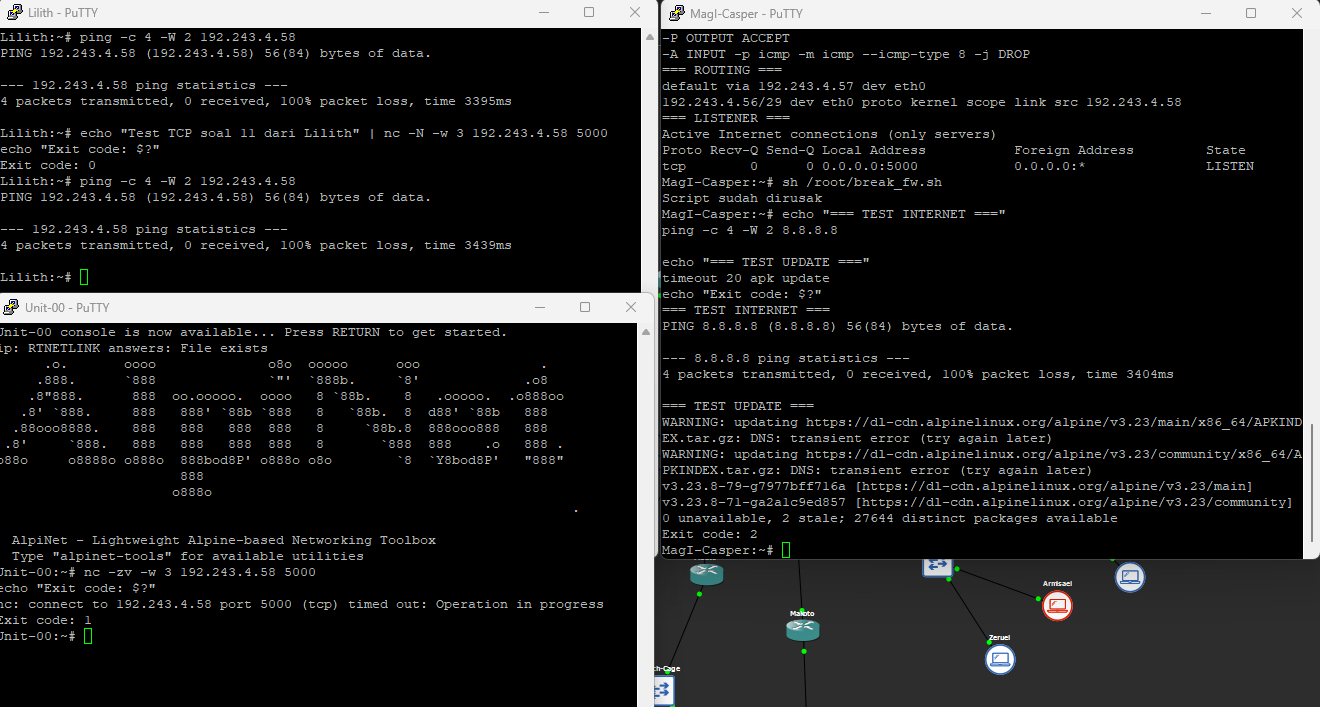 Lilith - PuTTY
Lilith:~# ping -c 4 -W 2 192.243.4.58
PING 192.243.4.58 (192.243.4.58) 56(84) bytes of data.
--- 192.243.4.58 ping statistics ---
4 packets transmitted, 0 received, 100% packet loss, time 3395ms
Lilith:~# echo "Test TCP soal 11 dari Lilith" | nc -N -w 3 192.243.4.58 5000
echo "Exit code: $?"
Exit code: 0
Lilith:~# ping -c 4 -W 2 192.243.4.58
PING 192.243.4.58 (192.243.4.58) 56(84) bytes of data.
--- 192.243.4.58 ping statistics ---
4 packets transmitted, 0 received, 100% packet loss, time 3439ms
Lilith:~#
Unit-00 - PuTTY
Unit-00 console is now available... Press RETURN to get started.
ip: RTNETLINK answers: File exists
AlpiNet - Lightweight Alpine-based Networking Toolbox
Type "alpinet-tools" for available utilities
Unit-00:~# nc -zv -w 3 192.243.4.58 5000
echo "Exit code: $?"
nc: connect to 192.243.4.58 port 5000 (tcp) timed out: Operation in progress
Exit code: 1
Unit-00:~#
MagI-Casper - PuTTY
-P OUTPUT ACCEPT
-A INPUT -p icmp -m icmp --icmp-type 8 -j DROP
=== ROUTING ===
default via 192.243.4.57 dev eth0
192.243.4.56/29 dev eth0 proto kernel scope link src 192.243.4.58
=== LISTENER ===
Active Internet connections (only servers)
Proto Recv-Q Send-Q Local Address Foreign Address State
tcp 0 0 0.0.0.0:5000 0.0.0.0:* LISTEN
MagI-Casper:~# sh /root/break_fw.sh
Script sudah dirusak
MagI-Casper:~# echo "=== TEST INTERNET ==="
ping -c 4 -W 2 8.8.8.8
echo "=== TEST UPDATE ==="
timeout 20 apk update
echo "Exit code: $?"
=== TEST INTERNET ===
PING 8.8.8.8 (8.8.8.8) 56(84) bytes of data.
--- 8.8.8.8 ping statistics ---
4 packets transmitted, 0 received, 100% packet loss, time 3404ms
=== TEST UPDATE ===
WARNING: updating https://dl-cdn.alpinelinux.org/alpine/v3.23/main/x86_64/APKIND
EX.tar.gz: DNS: transient error (try again later)
WARNING: updating https://dl-cdn.alpinelinux.org/alpine/v3.23/community/x86_64/A
PKINDEX.tar.gz: DNS: transient error (try again later)
v3.23.8-79-g7977bff716a [https://dl-cdn.alpinelinux.org/alpine/v3.23/main]
v3.23.8-71-ga2a1c9ed857 [https://dl-cdn.alpinelinux.org/alpine/v3.23/community]
0 unavailable, 2 stale; 27644 distinct packages available
Exit code: 2
MagI-Casper:~#
Armisael
Makoto
Zeruel
ch-Cage